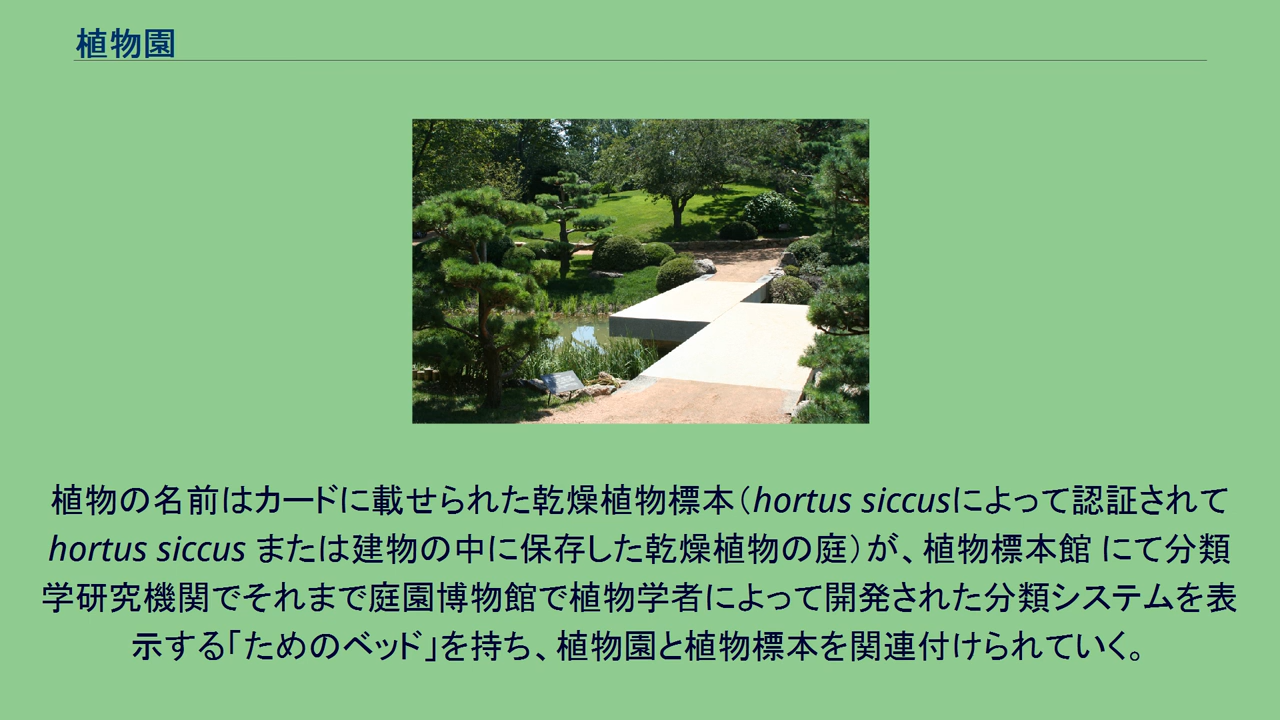 植物園
植物の名前はカードに載せられた乾燥植物標本（hortus siccusによって認証されて
hortus siccus または建物の中に保存した乾燥植物の庭）が、植物標本館 にて分類
学研究機関でそれまで庭園博物館で植物学者によって開発された分類システムを表
示する「ためのベッド」を持ち、植物園と植物標本を関連付けられていく。